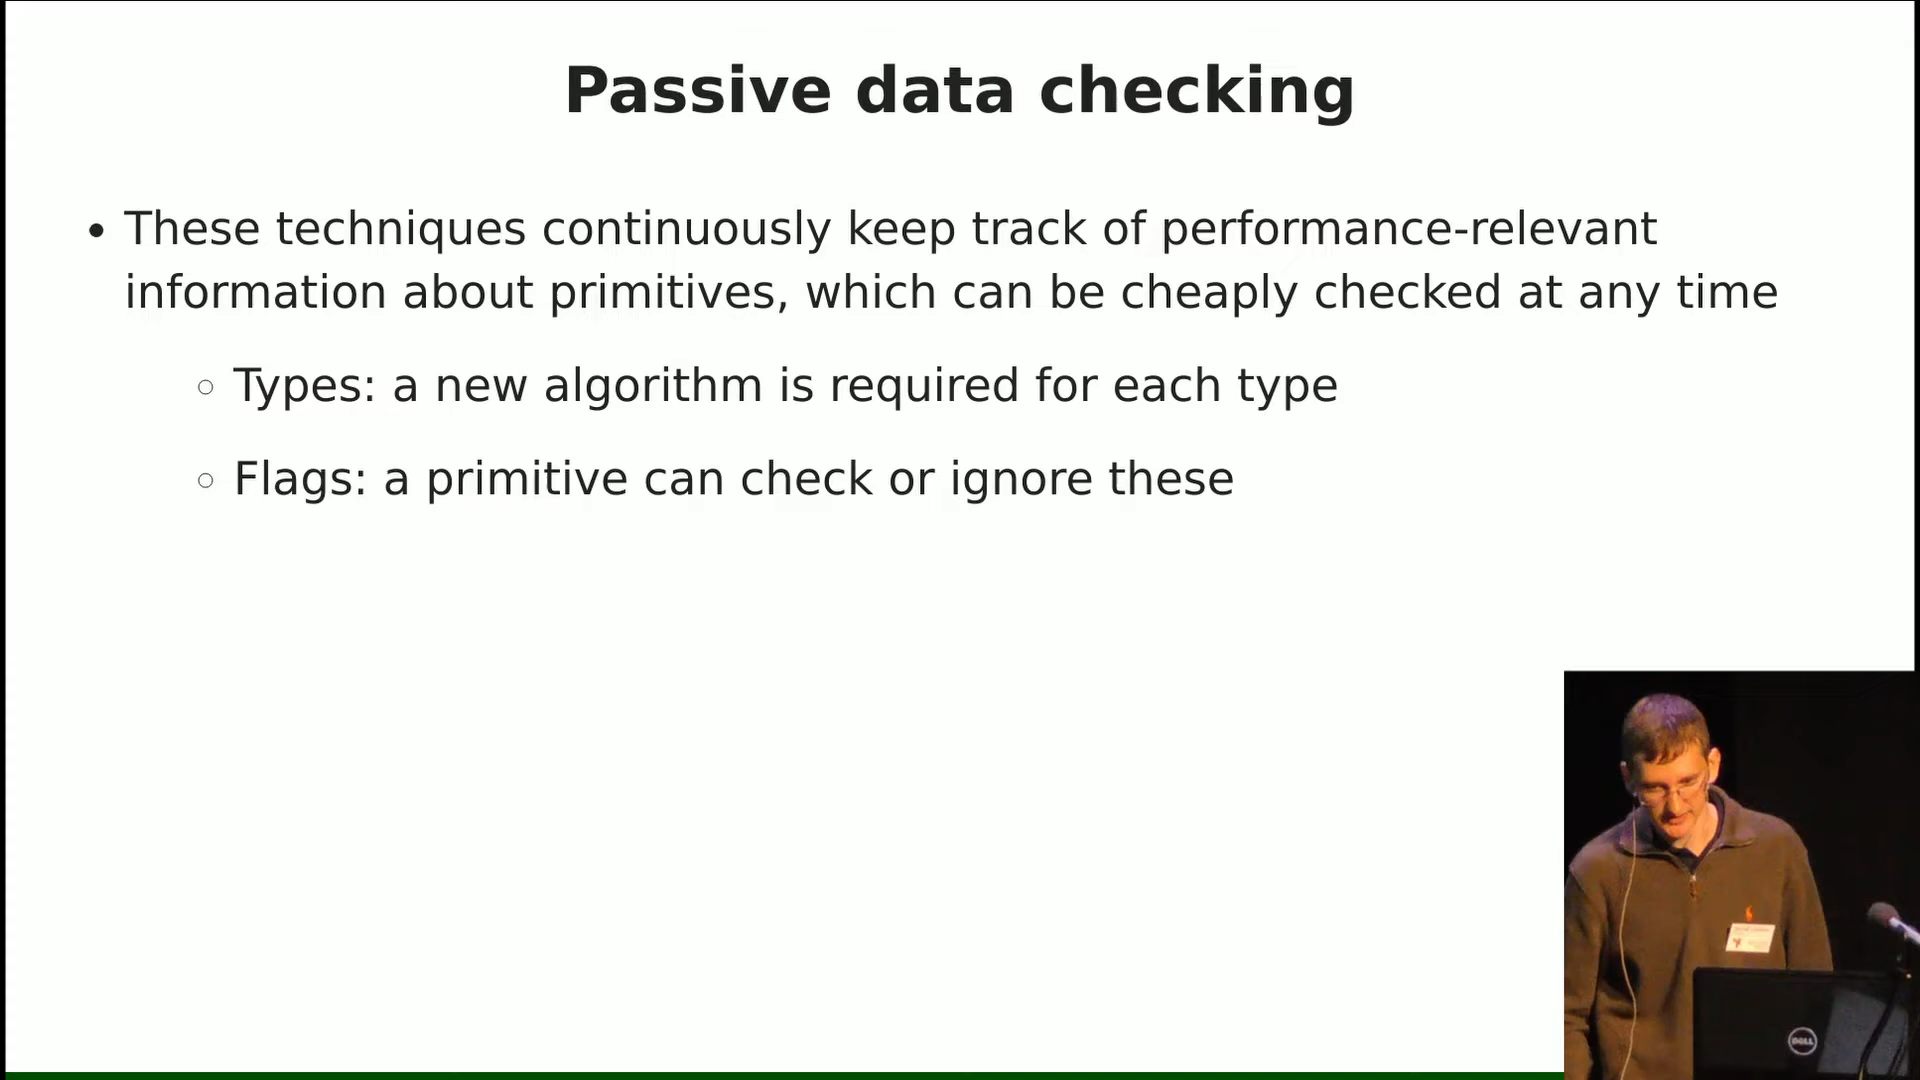 Passive data checking
• These techniques continuously keep track of performance-relevant
information about primitives, which can be cheaply checked at any time
◦ Types: a new algorithm is required for each type
◦ Flags: a primitive can check or ignore these
DELL